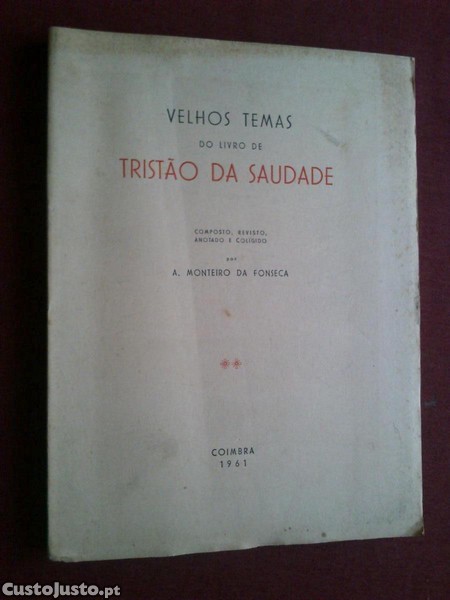 VELHOS TEMAS
DO LIVRO DE
TRISTÃO DA SAUDADE
COMPOSTO, REVISTO,
ANOTADO E COLIGIDO
por
A. MONTEIRO DA FONSECA
COIMBRA
1961
CustoJusto.pt